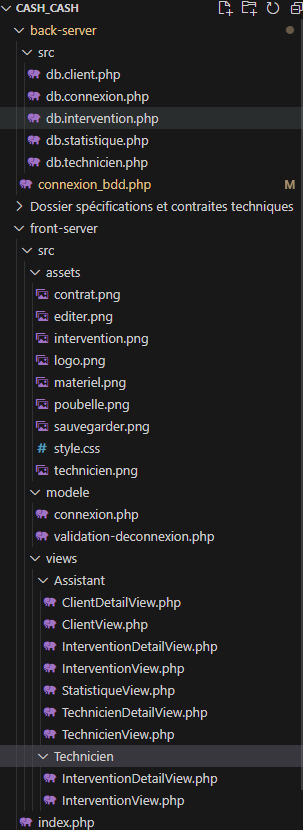 CASH_CASH
back-server
src
db.client.php
db.connexion.php
db.intervention.php
db.statistique.php
db.technicien.php
connexion_bdd.php M
Dossier spécifications et contraites techniques
front-server
src
assets
contrat.png
editer.png
intervention.png
logo.png
materiel.png
poubelle.png
sauvegarder.png
# style.css
technicien.png
modele
connexion.php
validation-deconnexion.php
views
Assistant
ClientDetailView.php
ClientView.php
InterventionDetailView.php
InterventionView.php
StatistiqueView.php
TechnicienDetailView.php
TechnicienView.php
Technicien
InterventionDetailView.php
InterventionView.php
index.php